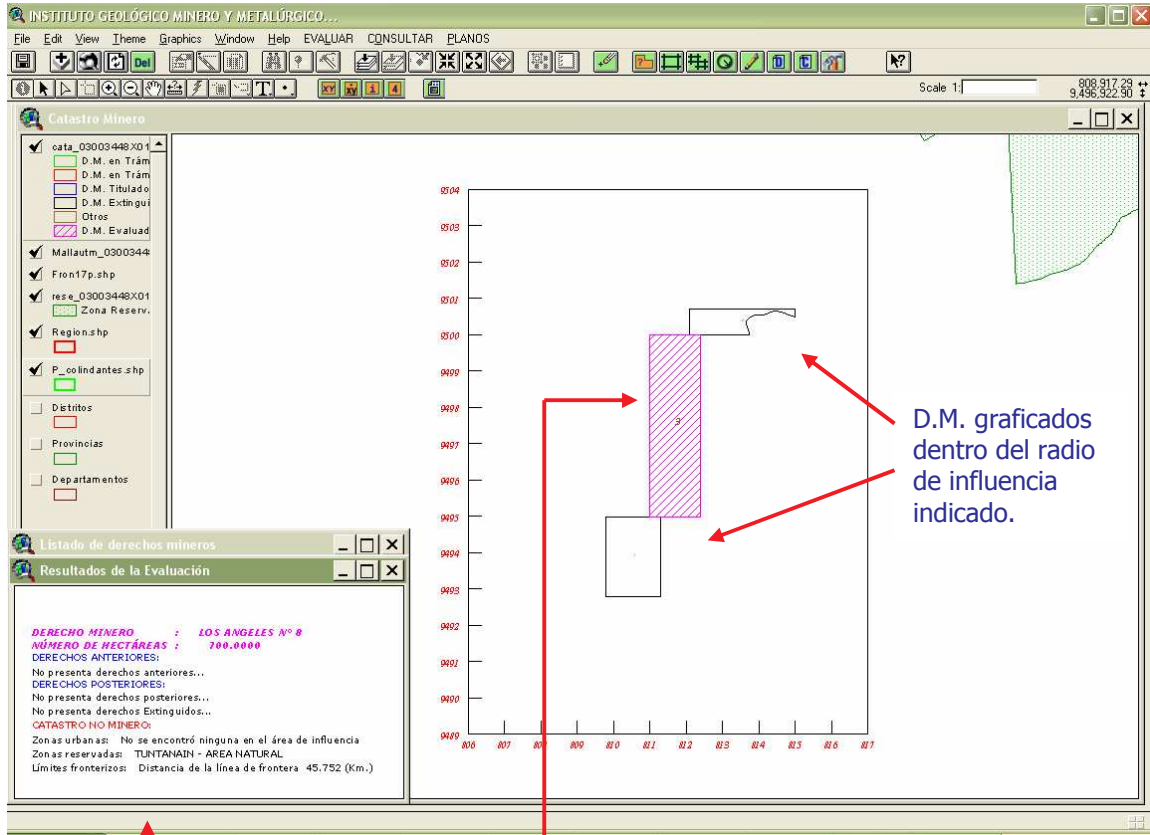 INSTITUTO GEOLÓGICO MINERO Y METALÚRGICO...
File Edit View Theme Graphics Window Help EVALUAR CONSULTAR PLANOS
Del
Scale 1:
808,917.29
9,496,922.90
Catastro Minero
cata_03003448X01
D.M. en Trám
D.M. en Trám
D.M. Titulado
D.M. Extingui
Otros
D.M. Evaluad
Mallautm_0300344
Fron17p.shp
rese_03003448X01
Zona Reserv.
Region.shp
P_colindantes.shp
Distritos
Provincias
Departamentos
9504
9503
9502
9501
9500
9499
9498
9497
9496
9495
9494
9493
9492
9491
9490
9489
806 807 808 809 810 811 812 813 814 815 816 817
3
D.M. graficados
dentro del radio
de influencia
indicado.
Listado de derechos mineros
Resultados de la Evaluación
DERECHO MINERO : LOS ANGELES Nº 8
NÚMERO DE HECTÁREAS : 700.0000
DERECHOS ANTERIORES:
No presenta derechos anteriores...
DERECHOS POSTERIORES:
No presenta derechos posteriores...
No presenta derechos Extinguidos...
CATASTRO NO MINERO:
Zonas urbanas: No se encontró ninguna en el área de influencia
Zonas reservadas: TUNTANAIN - AREA NATURAL
Límites fronterizos: Distancia de la línea de frontera 45.752 (Km.)